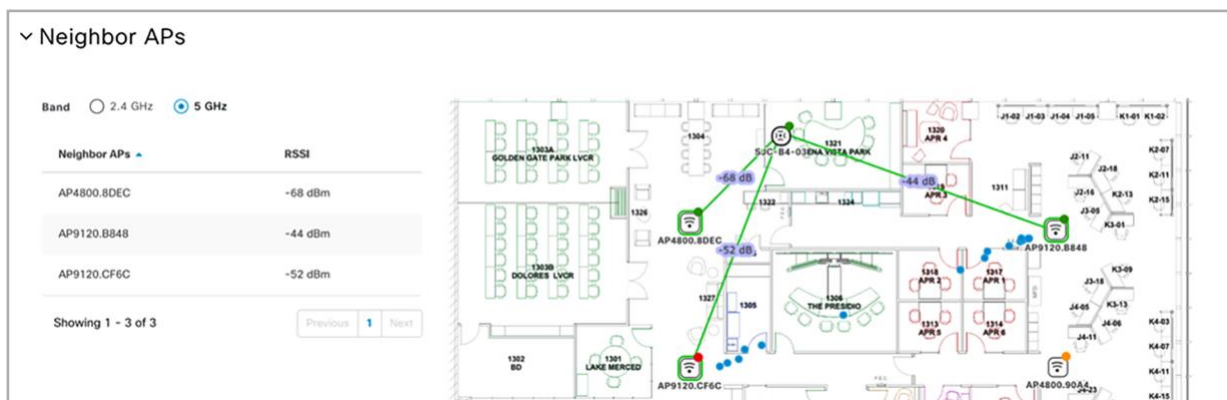 Neighbor APs
Band 2.4 GHz 5 GHz
Neighbor APs RSSI
AP4800.8DEC -68 dBm
AP9120.B848 -44 dBm
AP9120.CF6C -52 dBm
Showing 1 - 3 of 3
Previous 1 Next
1303A
GOLDEN GATE PARK LVCR
1304
1321
1320
APR 4
J1-02 J1-03 J1-04 J1-05 K1-01 K1-02
SJC-B4-03
ENA VISTA PARK
K2-07
J2-11
J2-18
-68 dB
-44 dB
APR 3
1311
K2-11
J2-16
K2-13
K2-15
1326
1322
1324
J3-05
K3-01
AP4800.8DEC
AP9120.B848
-52 dB
1303B
DOLORES LVCR
1318
APR 2
1317
APR 1
K3-09
J3-18
1327
1305
1306
THE PRESIDIO
J4-05
K3-13
1313
APR 5
1314
APR 6
J4-06
K4-03
J4-11
K4-07
1302
BD
1301
LAKE MERCED
AP9120.CF6C
AP4800.90A4
K4-11
J4-23
K4-15